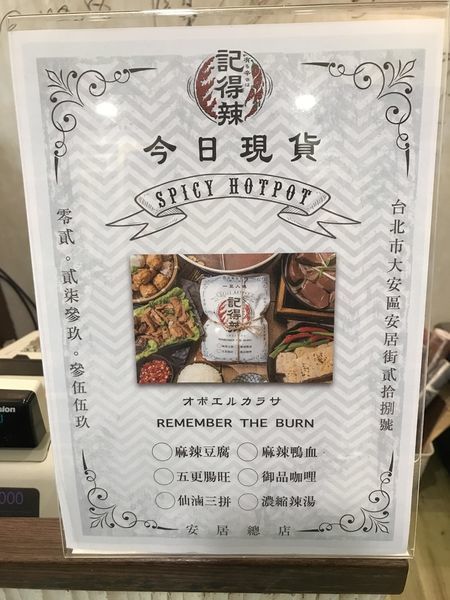 記得辣
今日現貨
SPICY HOTPOT
零貳。貳柒參玖。參伍伍玖
台北市大安區安居街貳拾捌號
記得辣
オボエルカラサ
REMEMBER THE BURN
麻辣豆腐
麻辣鴨血
五更腸旺
御品咖哩
仙滷三拼
濃縮辣湯
安居總店